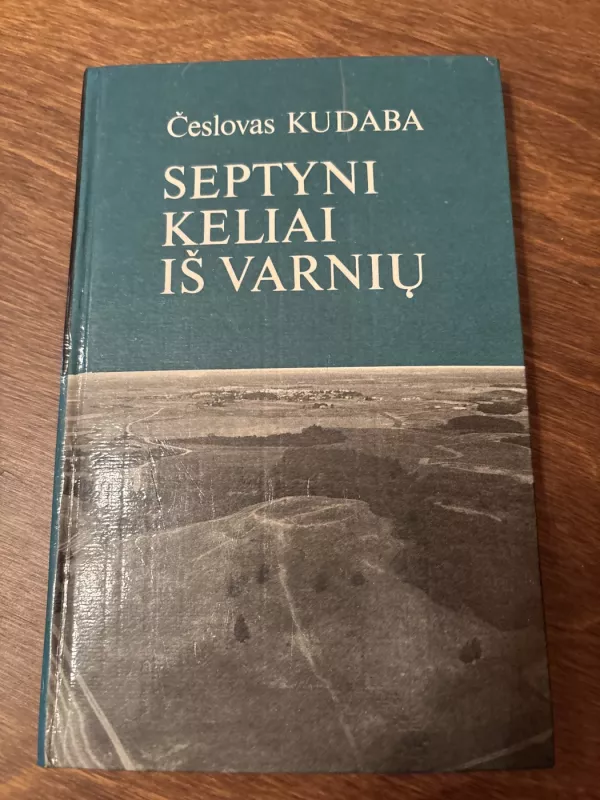 Česlovas KUDABA
SEPTYNI
KELIAI
IŠ VARNIŲ